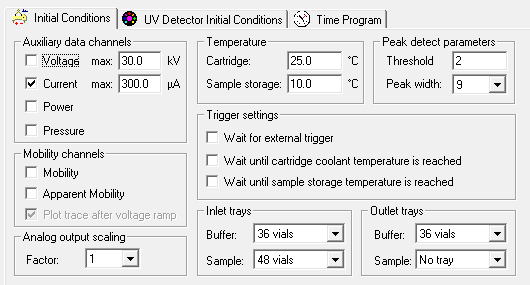 Initial Conditions UV Detector Initial Conditions Time Program
Auxiliary data channels
Voltage max: 30.0 kV
Current max: 300.0 µA
Power
Pressure
Mobility channels
Mobility
Apparent Mobility
Plot trace after voltage ramp
Analog output scaling
Factor: 1
Temperature
Cartridge: 25.0 °C
Sample storage: 10.0 °C
Peak detect parameters
Threshold 2
Peak width: 9
Trigger settings
Wait for external trigger
Wait until cartridge coolant temperature is reached
Wait until sample storage temperature is reached
Inlet trays
Buffer: 36 vials
Sample: 48 vials
Outlet trays
Buffer: 36 vials
Sample: No tray